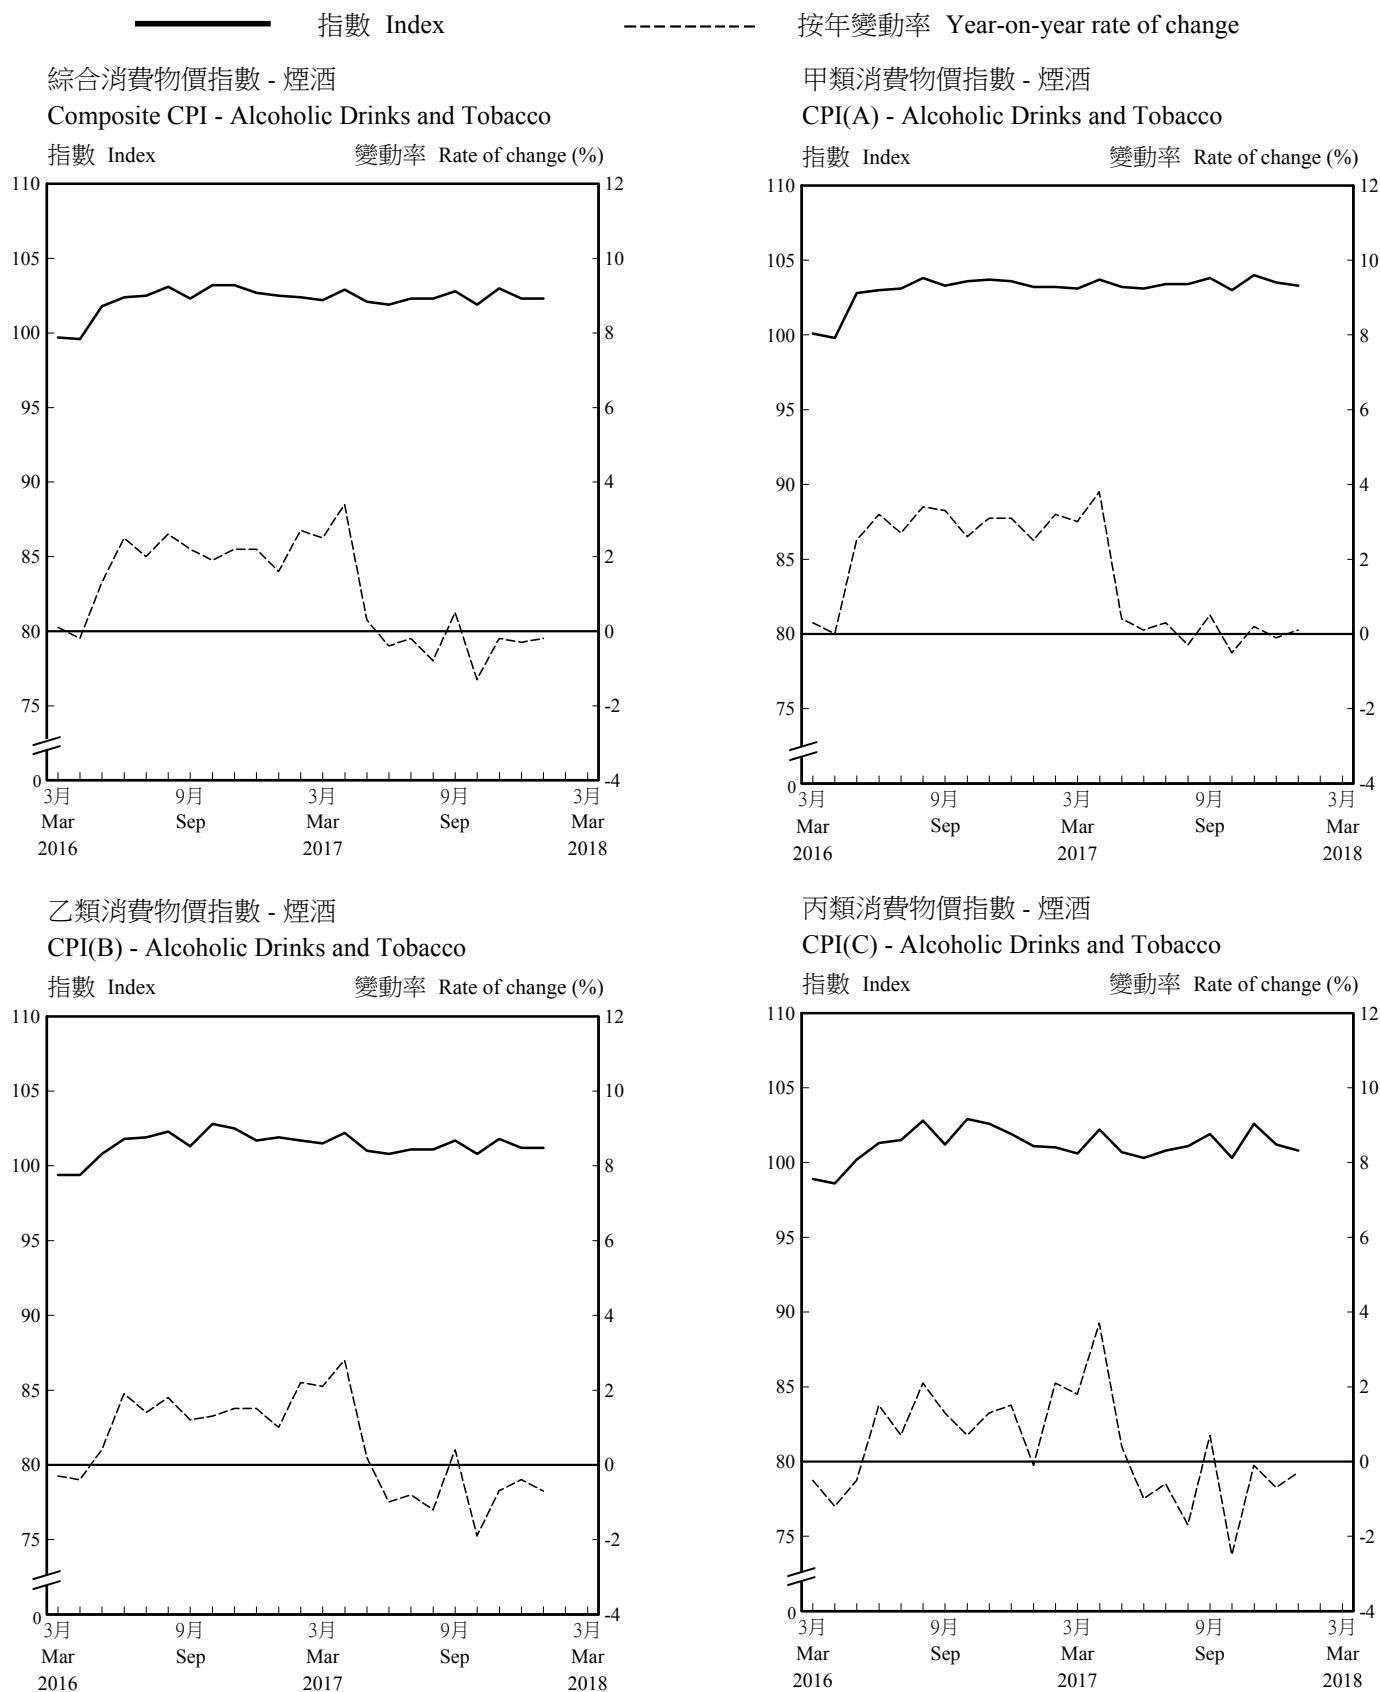 指數 Index 按年變動率 Year-on-year rate of change
綜合消費物價指數 - 煙酒
Composite CPI - Alcoholic Drinks and Tobacco
指數 Index 變動率 Rate of change (%)
110 12
105 10
100 8
95 6
90 4
85 2
80 0
75 -2
0 -4
3月 9月 3月 9月 3月
Mar Sep Mar Sep Mar
2016 2017 2018
甲類消費物價指數 - 煙酒
CPI(A) - Alcoholic Drinks and Tobacco
指數 Index 變動率 Rate of change (%)
110 12
105 10
100 8
95 6
90 4
85 2
80 0
75 -2
0 -4
3月 9月 3月 9月 3月
Mar Sep Mar Sep Mar
2016 2017 2018
乙類消費物價指數 - 煙酒
CPI(B) - Alcoholic Drinks and Tobacco
指數 Index 變動率 Rate of change (%)
110 12
105 10
100 8
95 6
90 4
85 2
80 0
75 -2
0 -4
3月 9月 3月 9月 3月
Mar Sep Mar Sep Mar
2016 2017 2018
丙類消費物價指數 - 煙酒
CPI(C) - Alcoholic Drinks and Tobacco
指數 Index 變動率 Rate of change (%)
110 12
105 10
100 8
95 6
90 4
85 2
80 0
75 -2
0 -4
3月 9月 3月 9月 3月
Mar Sep Mar Sep Mar
2016 2017 2018